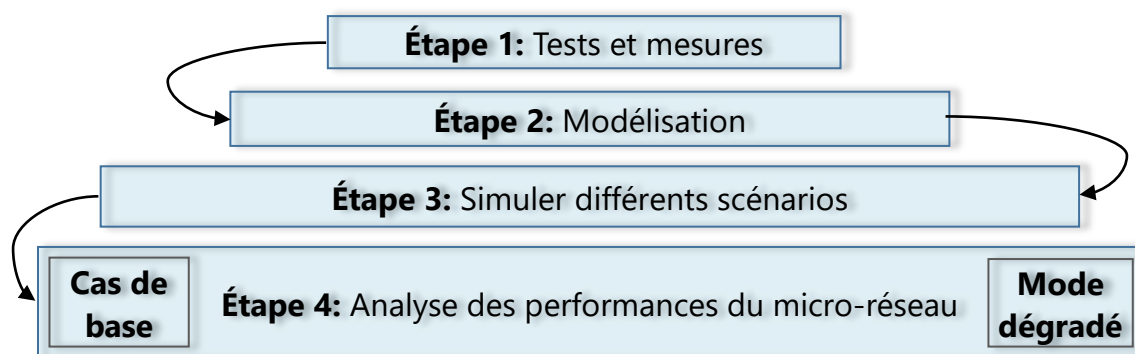 Étape 1: Tests et mesures
Étape 2: Modélisation
Étape 3: Simuler différents scénarios
Cas de
base
Étape 4: Analyse des performances du micro-réseau
Mode
dégradé